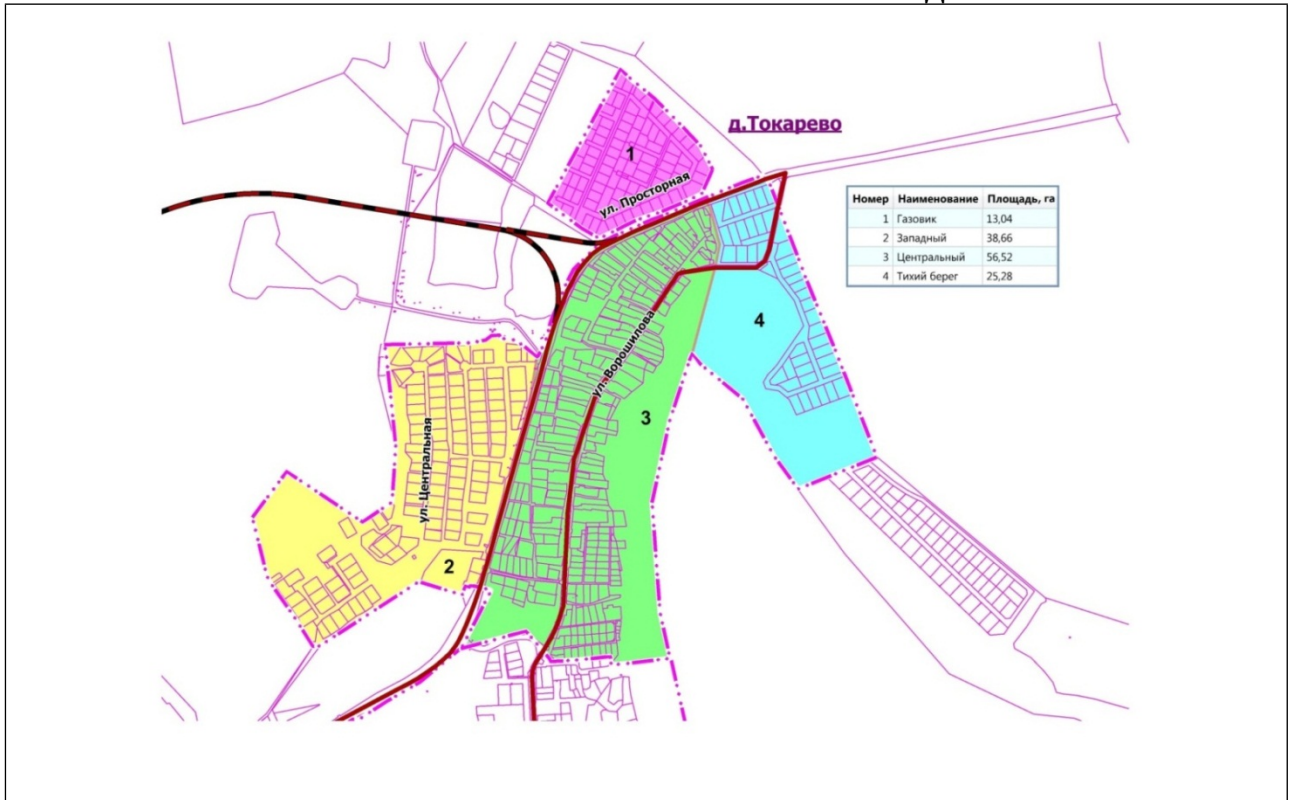 д.Токарево
1
ул. Просторная
Номер Наименование Площадь, га
1 Газовик 13,04
2 Западный 38,66
3 Центральный 56,52
4 Тихий берег 25,28
4
ул. Ворошилова
3
ул. Центральная
2